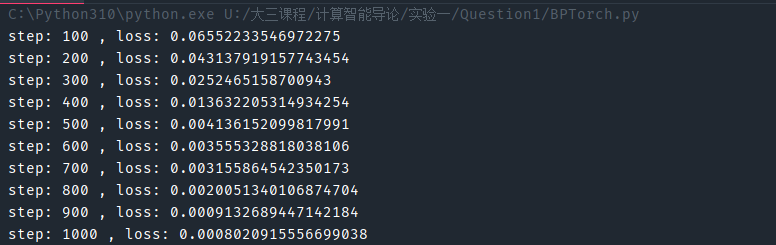 C:\Python310\python.exe U:/大三课程/计算智能导论/实验一/Question1/BPTorch.py
step: 100 , loss: 0.06552233546972275
step: 200 , loss: 0.043137919157743454
step: 300 , loss: 0.0252465158700943
step: 400 , loss: 0.013632205314934254
step: 500 , loss: 0.004136152099817991
step: 600 , loss: 0.003555328818038106
step: 700 , loss: 0.003155864542350173
step: 800 , loss: 0.0020051340106874704
step: 900 , loss: 0.0009132689447142184
step: 1000 , loss: 0.0008020915556699038